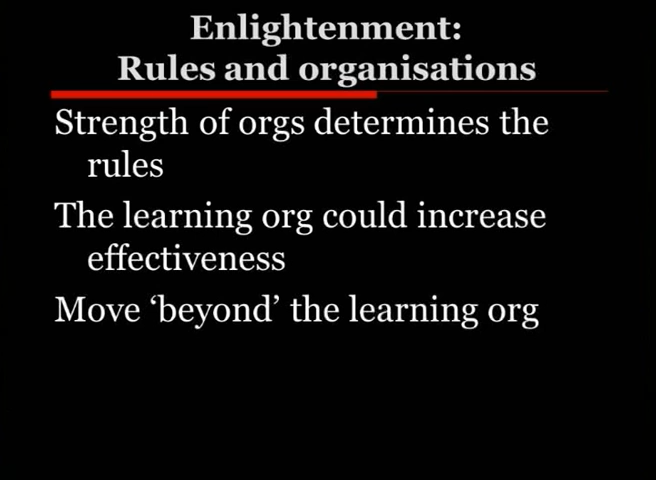 Enlightenment:
Rules and organisations
Strength of orgs determines the
rules
The learning org could increase
effectiveness
Move ‘beyond’ the learning org